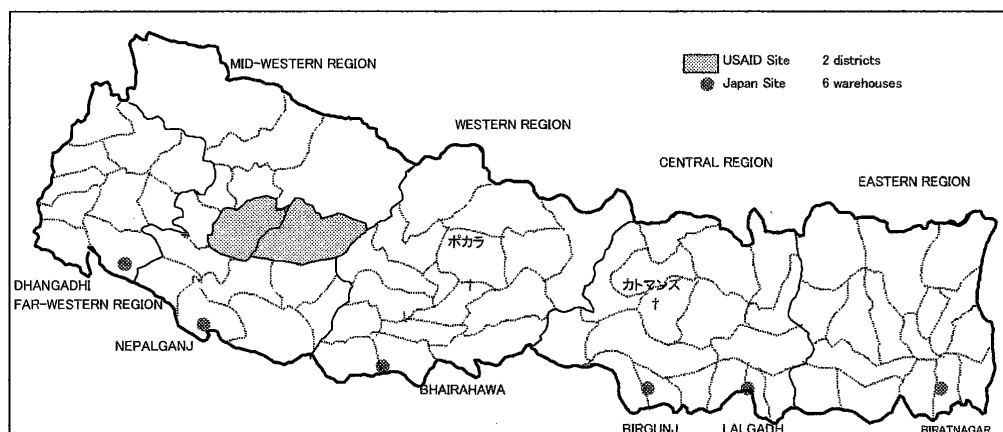 MID-WESTERN REGION
USAID Site 2 districts
Japan Site 6 warehouses
WESTERN REGION
CENTRAL REGION
EASTERN REGION
ポカラ
カトマンズ
DHANGADHI
FAR-WESTERN REGION
NEPALGANJ
BHAIRAHAWA
BIRGUNJ
LALGADH
BIRATNAGAR